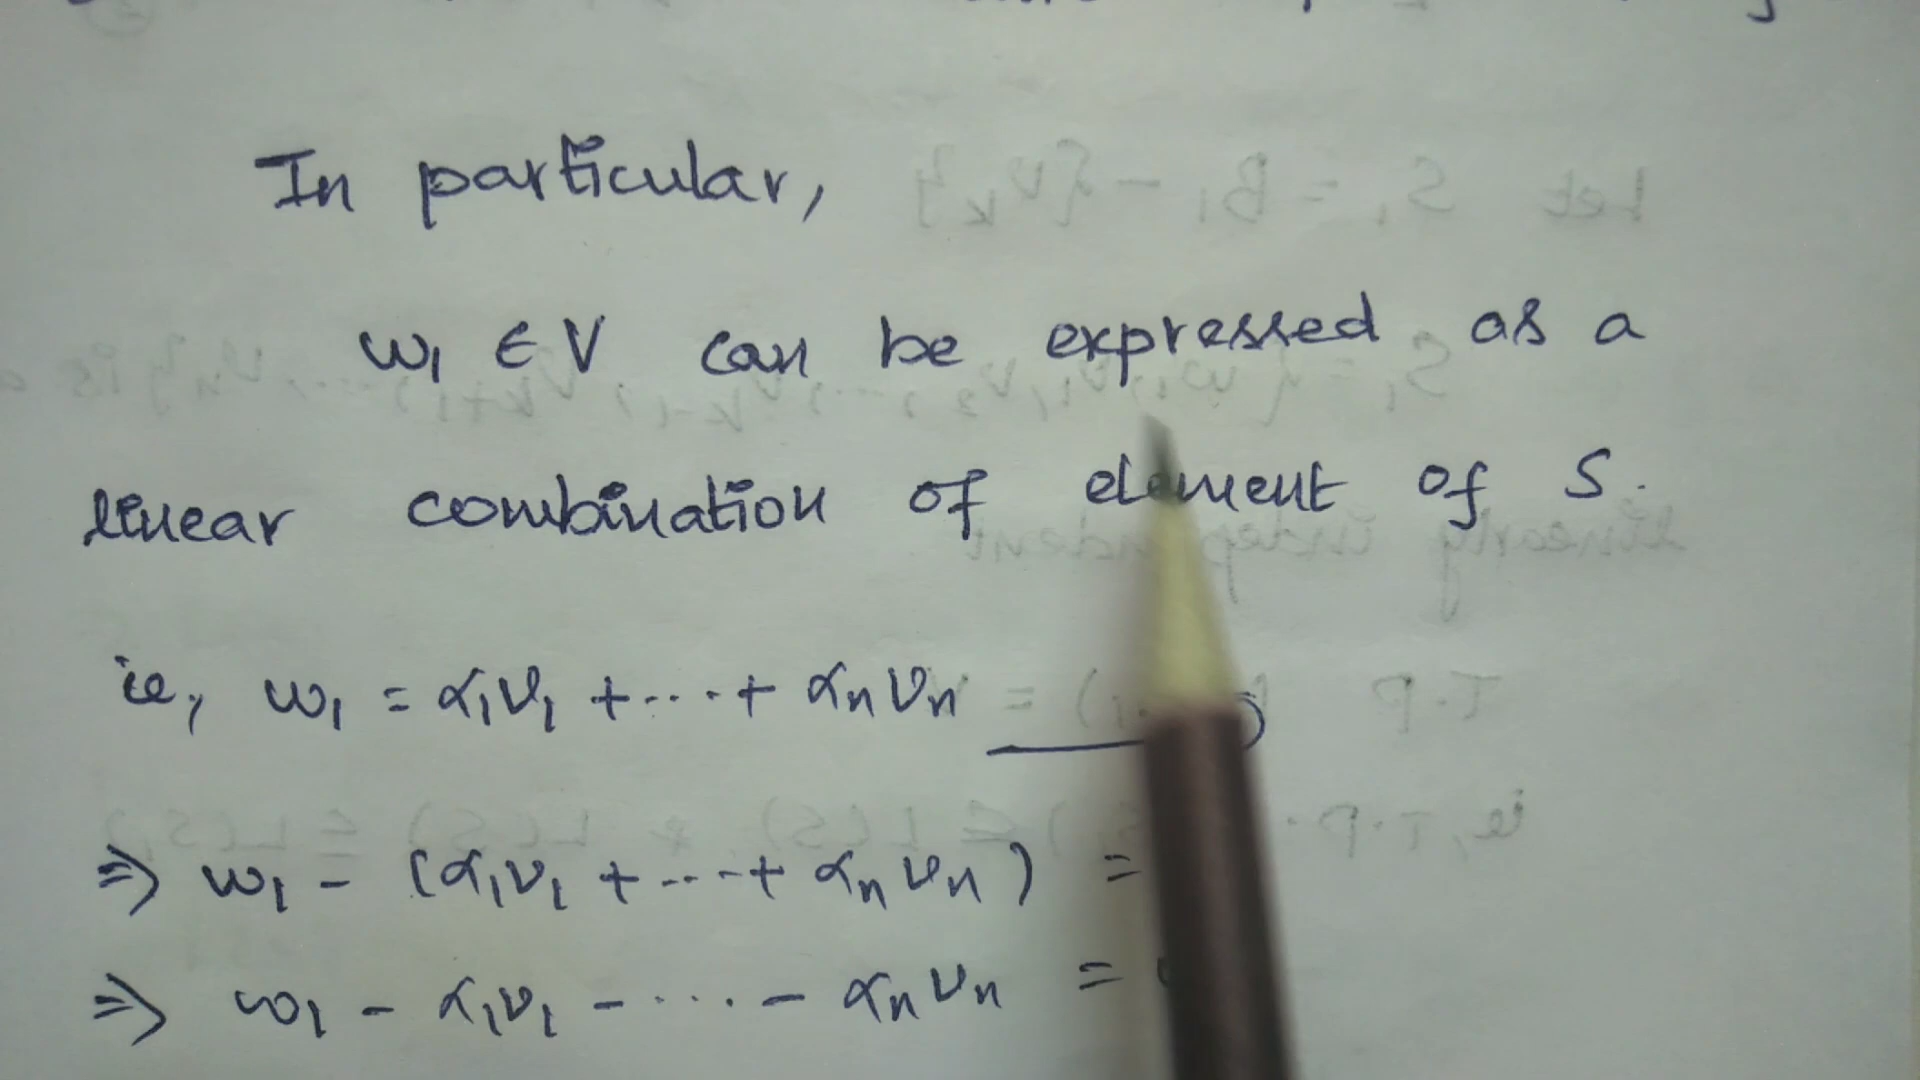 In particular,
w₁ ∈ V can be expressed as a
linear combination of element of S.
ie, w₁ = α₁v₁ + ... + αₙvₙ
⇒ w₁ - (α₁v₁ + ... + αₙvₙ) =
⇒ w₁ - α₁v₁ - .... - αₙvₙ =